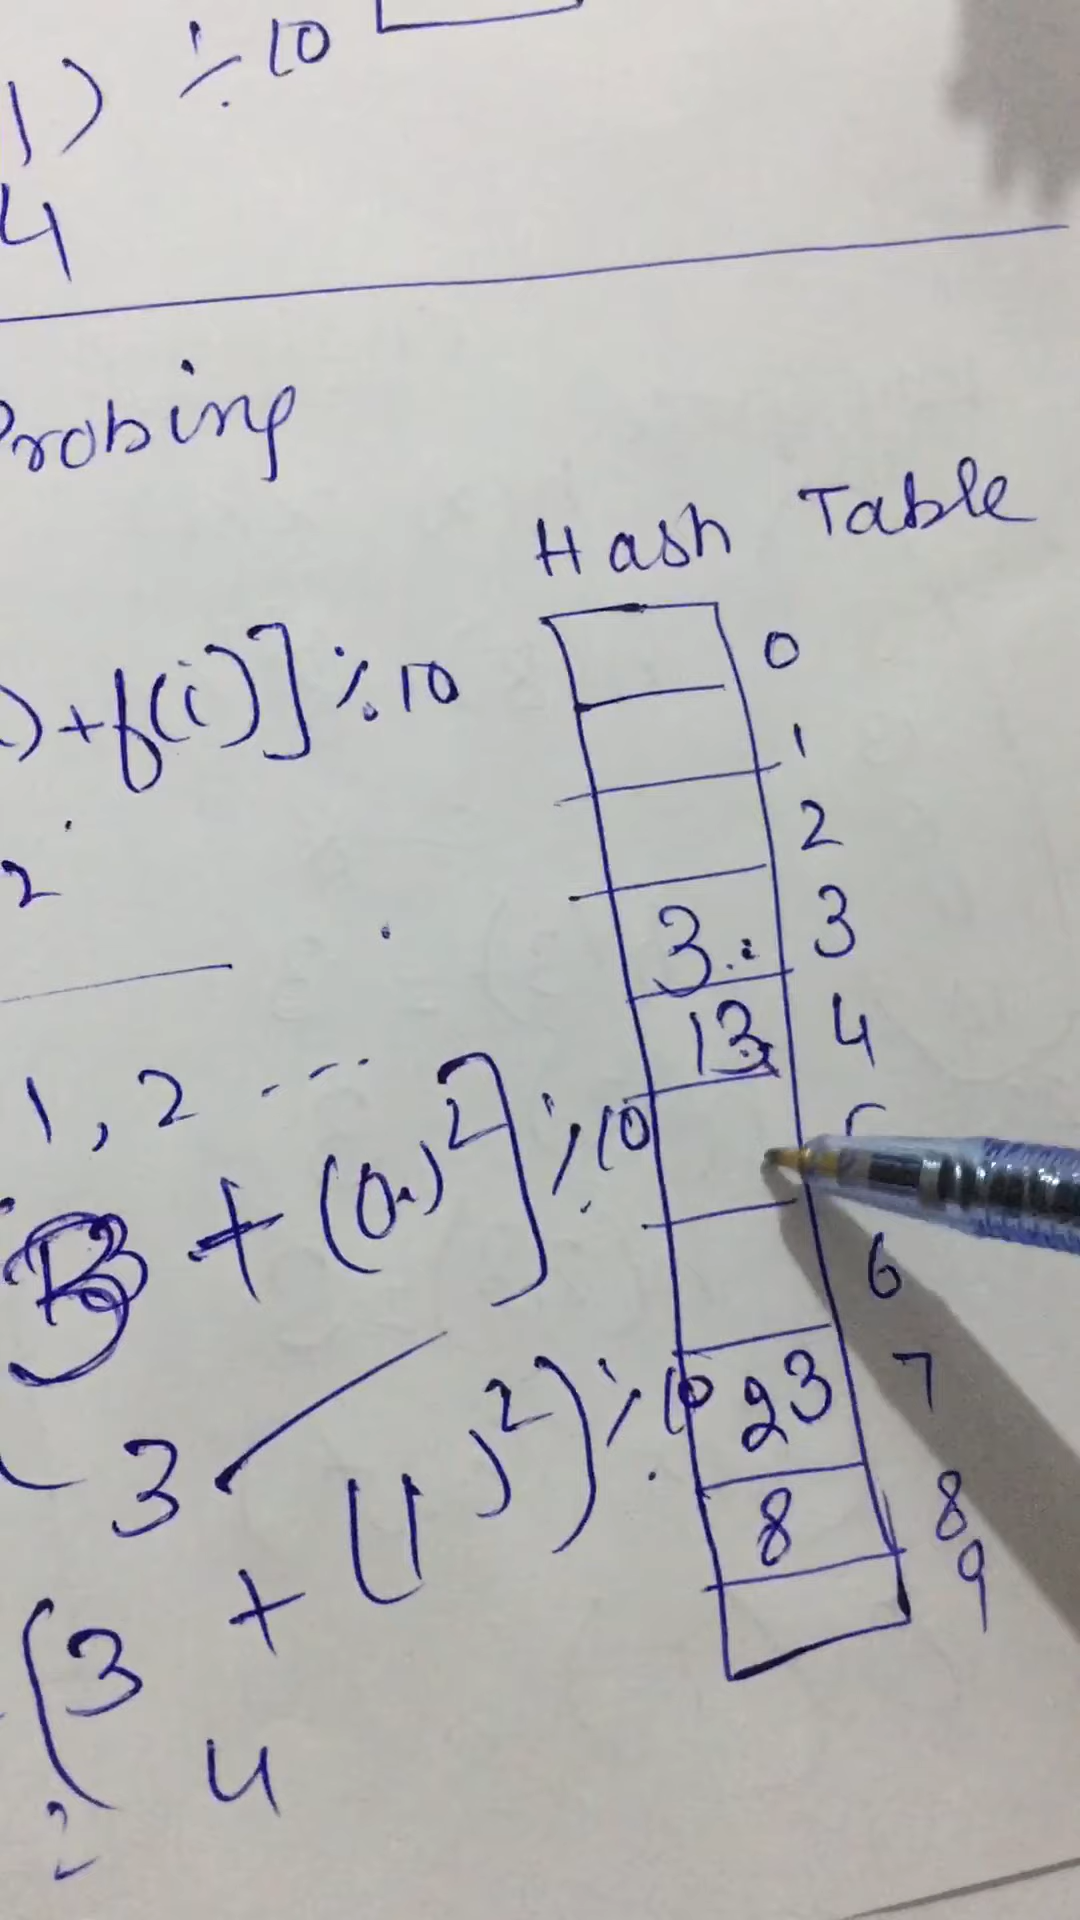 ) ÷ 10
4
Probing
Hash Table
) + f(i)] % 10
2
0
1
2
3 3
13 4
1, 2 ...
3 + (0)²] % 10
6
3
23 7
+ (1)²) % 10
8 8
9
(3
4